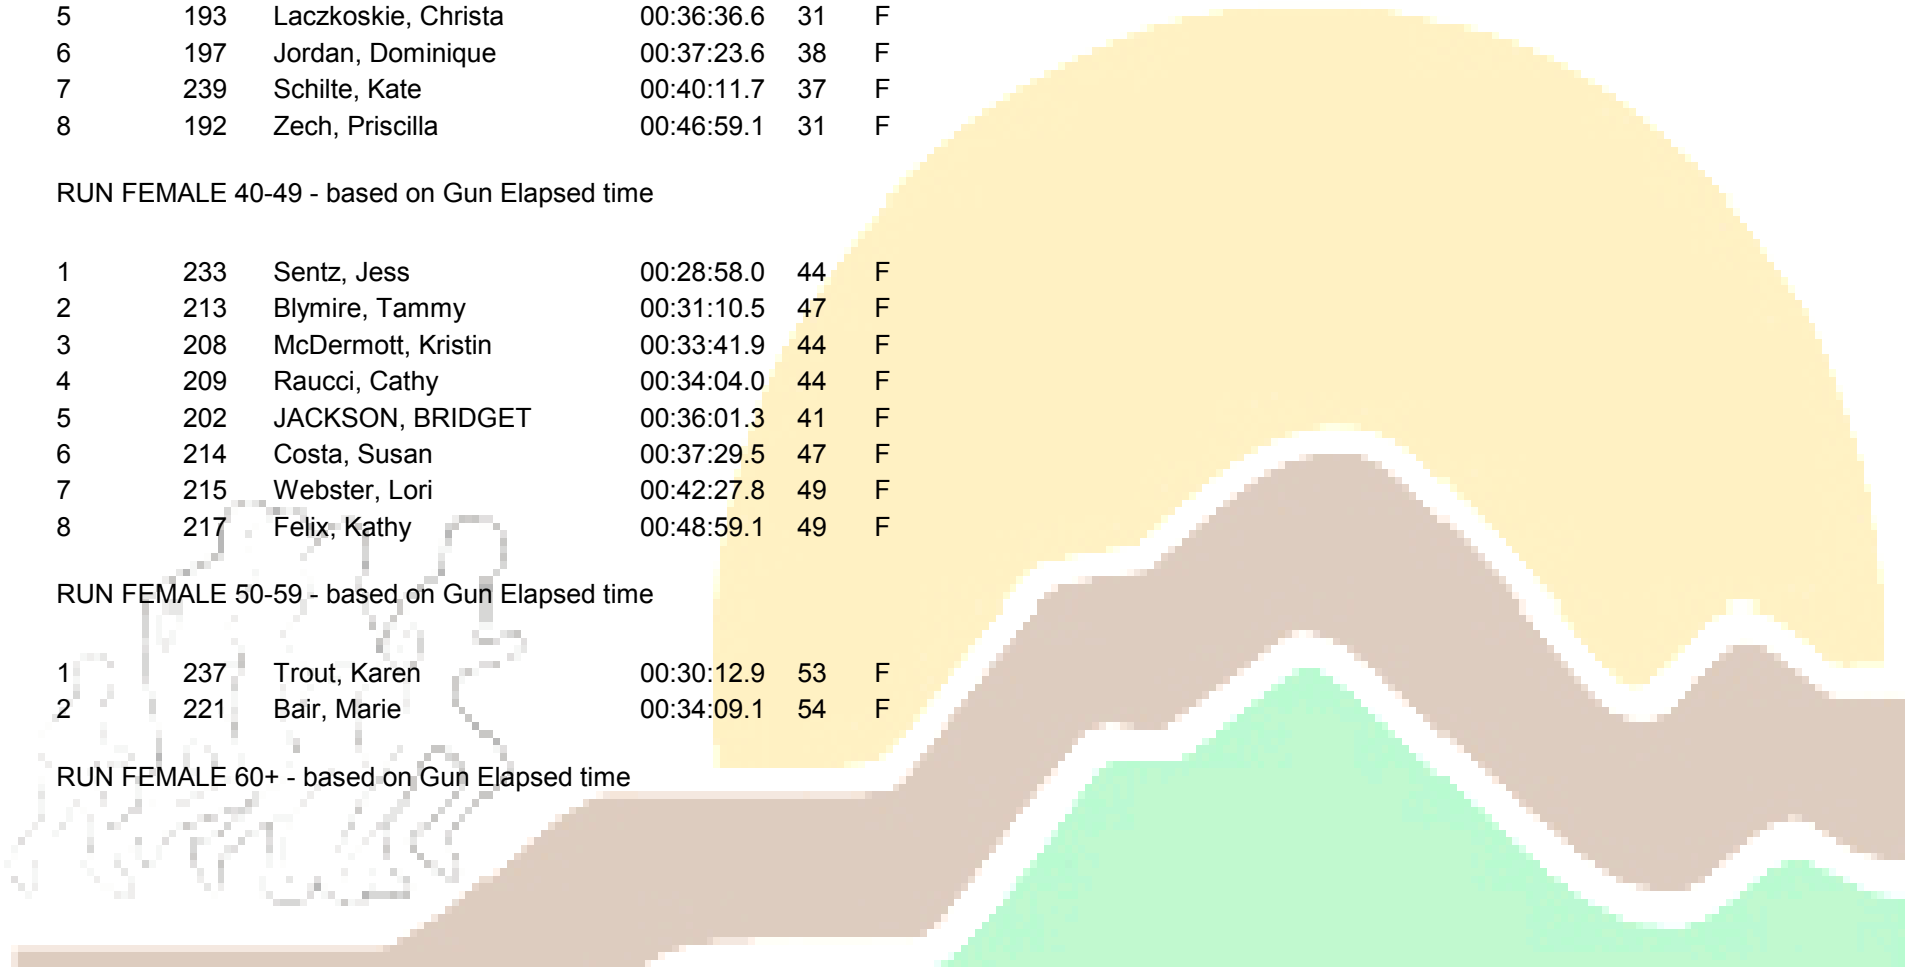 5 193 Laczkoskie, Christa 00:36:36.6 31 F
6 197 Jordan, Dominique 00:37:23.6 38 F
7 239 Schilte, Kate 00:40:11.7 37 F
8 192 Zech, Priscilla 00:46:59.1 31 F
RUN FEMALE 40-49 - based on Gun Elapsed time
1 233 Sentz, Jess 00:28:58.0 44 F
2 213 Blymire, Tammy 00:31:10.5 47 F
3 208 McDermott, Kristin 00:33:41.9 44 F
4 209 Raucci, Cathy 00:34:04.0 44 F
5 202 JACKSON, BRIDGET 00:36:01.3 41 F
6 214 Costa, Susan 00:37:29.5 47 F
7 215 Webster, Lori 00:42:27.8 49 F
8 217 Felix, Kathy 00:48:59.1 49 F
RUN FEMALE 50-59 - based on Gun Elapsed time
1 237 Trout, Karen 00:30:12.9 53 F
2 221 Bair, Marie 00:34:09.1 54 F
RUN FEMALE 60+ - based on Gun Elapsed time